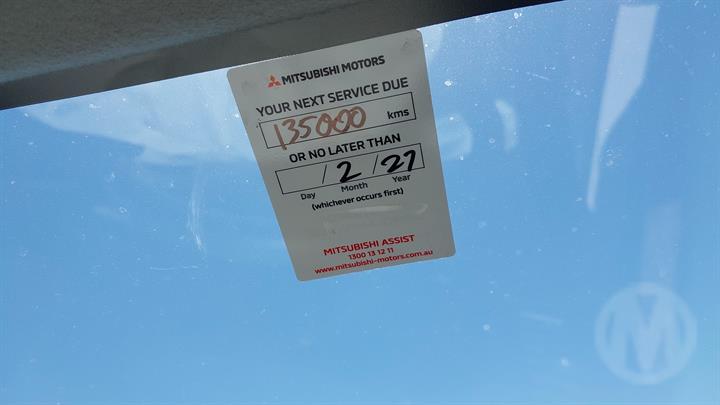 MITSUBISHI MOTORS
YOUR NEXT SERVICE DUE
135000 kms
OR NO LATER THAN
/ 2 / 27
Day Month Year
(whichever occurs first)
MITSUBISHI ASSIST
1300 13 12 11
www.mitsubishi-motors.com.au
M